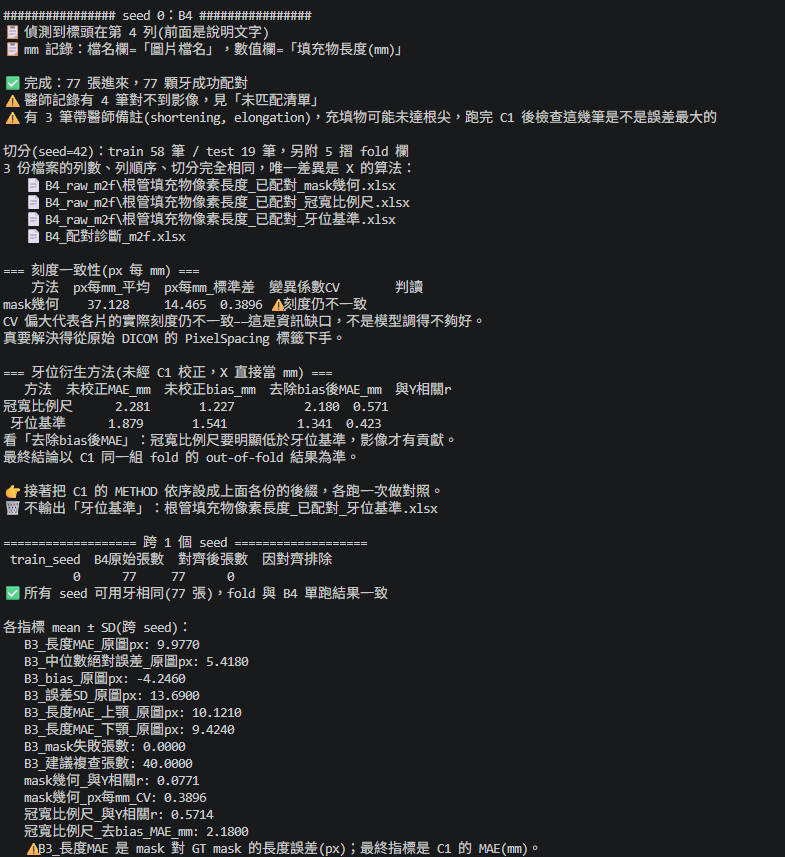 ################ seed 0：B4 ################
📋 偵測到標頭在第 4 列(前面是說明文字)
📋 mm 記錄：檔名欄=「圖片檔名」，數值欄=「填充物長度(mm)」
✅ 完成：77 張進來，77 顆牙成功配對
⚠️ 醫師記錄有 4 筆對不到影像，見「未匹配清單」
⚠️ 有 3 筆帶醫師備註(shortening, elongation)，充填物可能未達根尖，跑完 C1 後檢查這幾筆是不是誤差最大的
切分(seed=42)：train 58 筆 / test 19 筆，另附 5 摺 fold 欄
3 份檔案的列數、列順序、切分完全相同，唯一差異是 X 的算法：
📄 B4_raw_m2f\根管填充物像素長度_已配對_mask幾何.xlsx
📄 B4_raw_m2f\根管填充物像素長度_已配對_冠寬比例尺.xlsx
📄 B4_raw_m2f\根管填充物像素長度_已配對_牙位基準.xlsx
📄 B4_配對診斷_m2f.xlsx
=== 刻度一致性(px 每 mm) ===
方法 px每mm_平均 px每mm_標準差 變異係數CV 判讀
mask幾何 37.128 14.465 0.3896 ⚠️刻度仍不一致
CV 偏大代表各片的實際刻度仍不一致——這是資訊缺口，不是模型調得不夠好。
真要解決得從原始 DICOM 的 PixelSpacing 標籤下手。
=== 牙位衍生方法(未經 C1 校正，X 直接當 mm) ===
方法 未校正MAE_mm 未校正bias_mm 去除bias後MAE_mm 與Y相關r
冠寬比例尺 2.281 1.227 2.180 0.571
牙位基準 1.879 1.541 1.341 0.423
看「去除bias後MAE」：冠寬比例尺要明顯低於牙位基準，影像才有貢獻。
最終結論以 C1 同一組 fold 的 out-of-fold 結果為準。
👉 接著把 C1 的 METHOD 依序設成上面各份的後綴，各跑一次做對照。
🗑️ 不輸出「牙位基準」：根管填充物像素長度_已配對_牙位基準.xlsx
=================== 跨 1 個 seed ===================
train_seed B4原始張數 對齊後張數 因對齊排除
0 77 77 0
✅ 所有 seed 可用牙相同(77 張)，fold 與 B4 單跑結果一致
各指標 mean ± SD(跨 seed)：
B3_長度MAE_原圖px: 9.9770
B3_中位數絕對誤差_原圖px: 5.4180
B3_bias_原圖px: -4.2460
B3_誤差SD_原圖px: 13.6900
B3_長度MAE_上顎_原圖px: 10.1210
B3_長度MAE_下顎_原圖px: 9.4240
B3_mask失敗張數: 0.0000
B3_建議複查張數: 40.0000
mask幾何_與Y相關r: 0.0771
mask幾何_px每mm_CV: 0.3896
冠寬比例尺_與Y相關r: 0.5714
冠寬比例尺_去bias_MAE_mm: 2.1800
⚠️B3_長度MAE 是 mask 對 GT mask 的長度誤差(px)；最終指標是 C1 的 MAE(mm)。